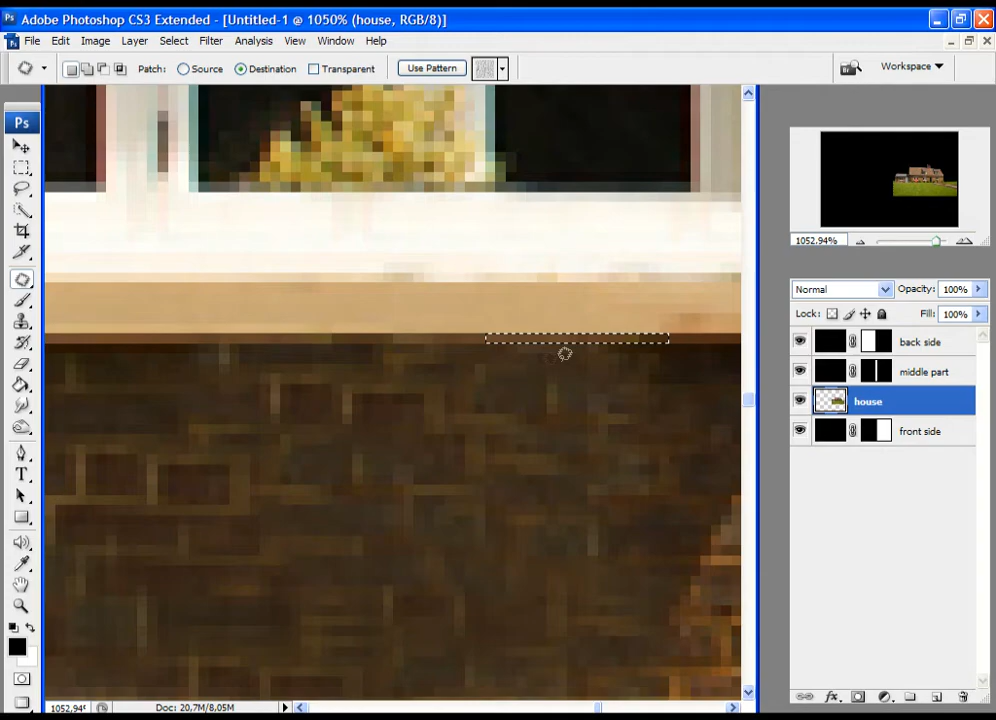 Adobe Photoshop CS3 Extended - [Untitled-1 @ 1050% (house, RGB/8)]
File Edit Image Layer Select Filter Analysis View Window Help
Patch: Source Destination Transparent Use Pattern Workspace
Ps
1052.94%
Normal Opacity: 100%
Lock: Fill: 100%
back side
middle part
house
front side
1052,94% Doc: 20,7M/8,05M